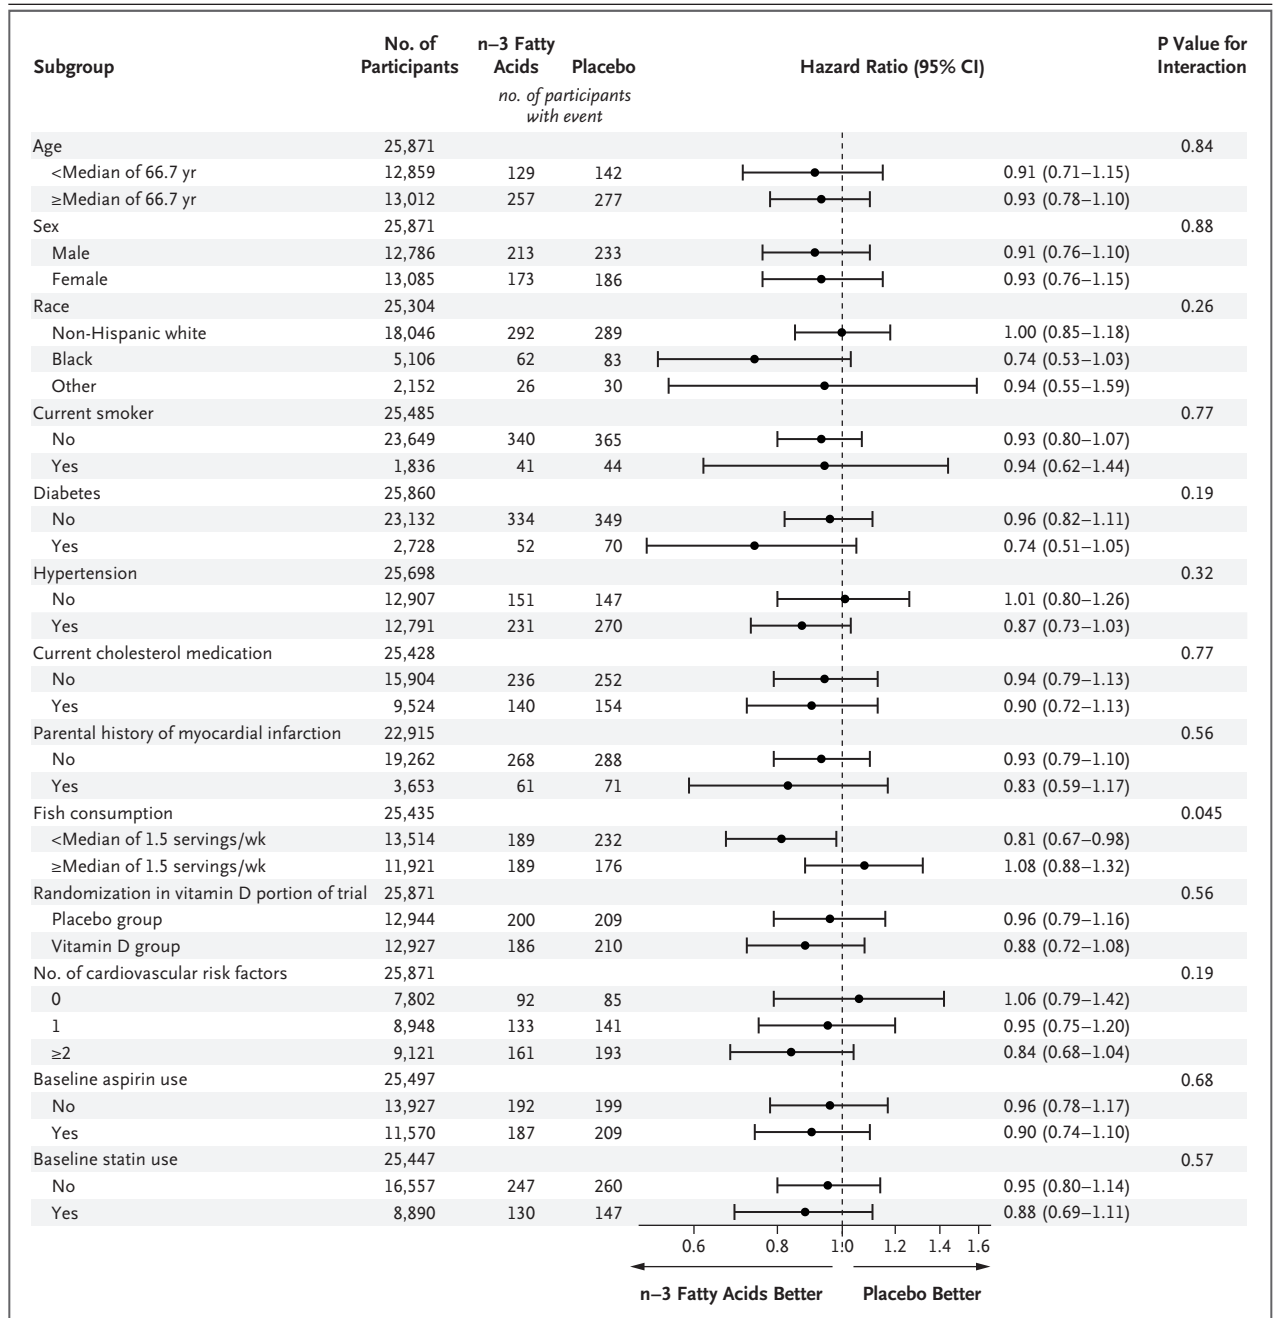 Subgroup No. of Participants n–3 Fatty Acids Placebo Hazard Ratio (95% CI) P Value for Interaction
no. of participants with event
Age 25,871 0.84
<Median of 66.7 yr 12,859 129 142 0.91 (0.71–1.15)
≥Median of 66.7 yr 13,012 257 277 0.93 (0.78–1.10)
Sex 25,871 0.88
Male 12,786 213 233 0.91 (0.76–1.10)
Female 13,085 173 186 0.93 (0.76–1.15)
Race 25,304 0.26
Non-Hispanic white 18,046 292 289 1.00 (0.85–1.18)
Black 5,106 62 83 0.74 (0.53–1.03)
Other 2,152 26 30 0.94 (0.55–1.59)
Current smoker 25,485 0.77
No 23,649 340 365 0.93 (0.80–1.07)
Yes 1,836 41 44 0.94 (0.62–1.44)
Diabetes 25,860 0.19
No 23,132 334 349 0.96 (0.82–1.11)
Yes 2,728 52 70 0.74 (0.51–1.05)
Hypertension 25,698 0.32
No 12,907 151 147 1.01 (0.80–1.26)
Yes 12,791 231 270 0.87 (0.73–1.03)
Current cholesterol medication 25,428 0.77
No 15,904 236 252 0.94 (0.79–1.13)
Yes 9,524 140 154 0.90 (0.72–1.13)
Parental history of myocardial infarction 22,915 0.56
No 19,262 268 288 0.93 (0.79–1.10)
Yes 3,653 61 71 0.83 (0.59–1.17)
Fish consumption 25,435 0.045
<Median of 1.5 servings/wk 13,514 189 232 0.81 (0.67–0.98)
≥Median of 1.5 servings/wk 11,921 189 176 1.08 (0.88–1.32)
Randomization in vitamin D portion of trial 25,871 0.56
Placebo group 12,944 200 209 0.96 (0.79–1.16)
Vitamin D group 12,927 186 210 0.88 (0.72–1.08)
No. of cardiovascular risk factors 25,871 0.19
0 7,802 92 85 1.06 (0.79–1.42)
1 8,948 133 141 0.95 (0.75–1.20)
≥2 9,121 161 193 0.84 (0.68–1.04)
Baseline aspirin use 25,497 0.68
No 13,927 192 199 0.96 (0.78–1.17)
Yes 11,570 187 209 0.90 (0.74–1.10)
Baseline statin use 25,447 0.57
No 16,557 247 260 0.95 (0.80–1.14)
Yes 8,890 130 147 0.88 (0.69–1.11)
0.6 0.8 1.0 1.2 1.4 1.6
n–3 Fatty Acids Better Placebo Better